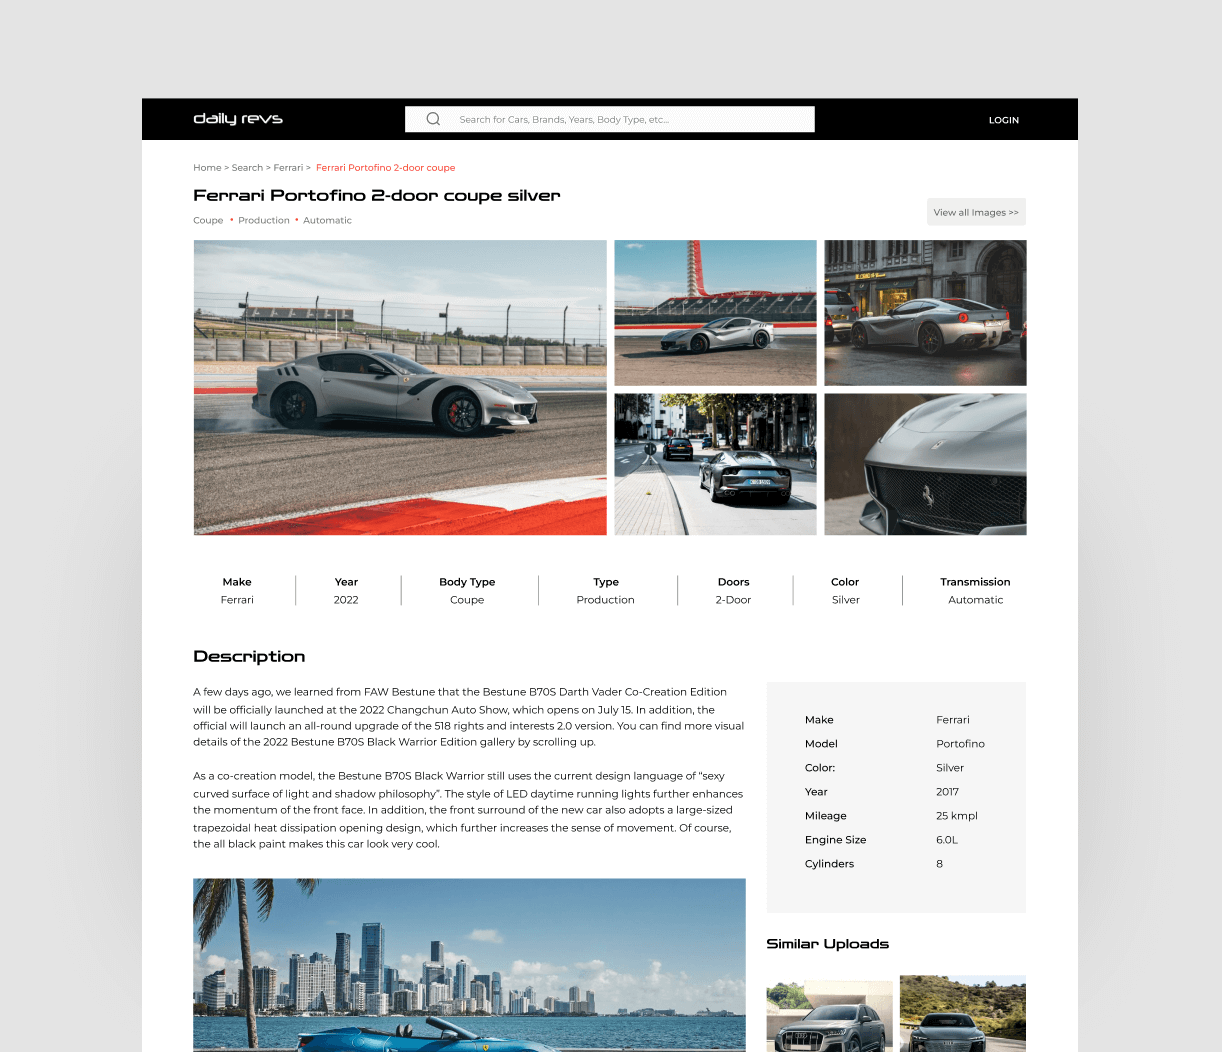 daily revs
Search for Cars, Brands, Years, Body Type, etc...
LOGIN
Home > Search > Ferrari > Ferrari Portofino 2-door coupe
Ferrari Portofino 2-door coupe silver
Coupe • Production • Automatic
View all Images >>
Make
Ferrari
Year
2022
Body Type
Coupe
Type
Production
Doors
2-Door
Color
Silver
Transmission
Automatic
Description
A few days ago, we learned from FAW Bestune that the Bestune B70S Darth Vader Co-Creation Edition
will be officially launched at the 2022 Changchun Auto Show, which opens on July 15. In addition, the
official will launch an all-round upgrade of the 518 rights and interests 2.0 version. You can find more visual
details of the 2022 Bestune B70S Black Warrior Edition gallery by scrolling up.
As a co-creation model, the Bestune B70S Black Warrior still uses the current design language of “sexy
curved surface of light and shadow philosophy”. The style of LED daytime running lights further enhances
the momentum of the front face. In addition, the front surround of the new car also adopts a large-sized
trapezoidal heat dissipation opening design, which further increases the sense of movement. Of course,
the all black paint makes this car look very cool.
Make Ferrari
Model Portofino
Color: Silver
Year 2017
Mileage 25 kmpl
Engine Size 6.0L
Cylinders 8
Similar Uploads